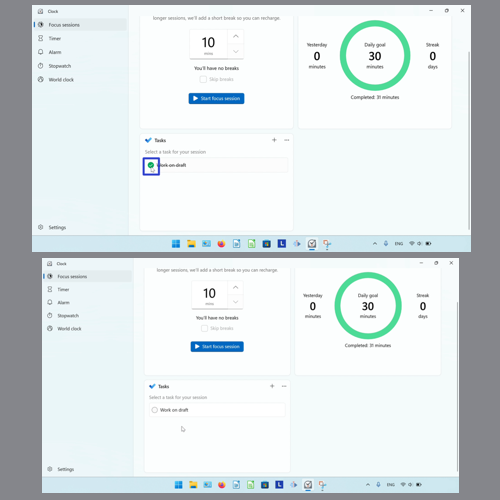 Clock
Focus sessions
Timer
Alarm
Stopwatch
World clock
Settings
longer sessions, we'll add a short break so you can recharge.
10
mins
You'll have no breaks
Skip breaks
Start focus session
Yesterday
0
minutes
Daily goal
30
minutes
Streak
0
days
Completed: 31 minutes
Tasks
Select a task for your session
Work on draft
ENG
Clock
Focus sessions
Timer
Alarm
Stopwatch
World clock
Settings
longer sessions, we'll add a short break so you can recharge.
10
mins
You'll have no breaks
Skip breaks
Start focus session
Yesterday
0
minutes
Daily goal
30
minutes
Streak
0
days
Completed: 31 minutes
Tasks
Select a task for your session
Work on draft
ENG